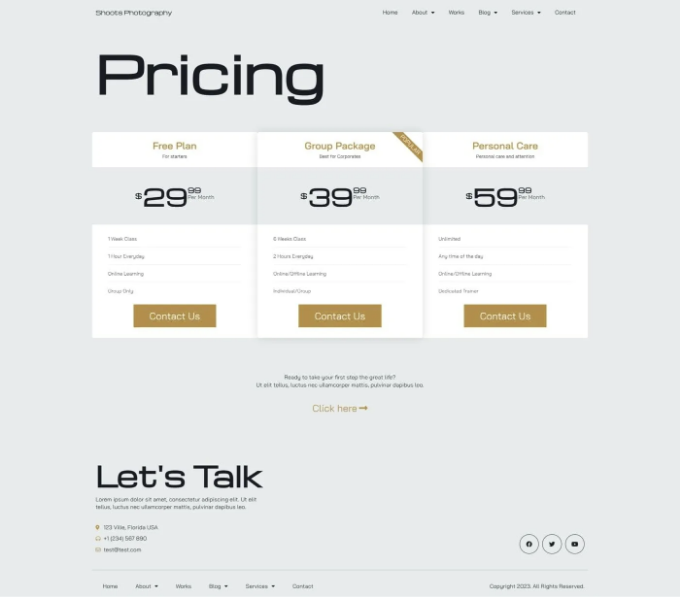 Shoots Photography
Home About Works Blog Services Contact
Pricing
Free Plan
For starters
$29.99 Per Month
1 Week Class
1 Hour Everyday
Online Learning
Group Only
Contact Us
Group Package
Best for Corporates
POPULAR
$39.99 Per Month
6 Weeks Class
2 Hours Everyday
Online/Offline Learning
Individual/Group
Contact Us
Personal Care
Personal care and attention
$59.99 Per Month
Unlimited
Any time of the day
Online/Offline Learning
Dedicated Trainer
Contact Us
Ready to take your first step the great life?
Ut elit tellus, luctus nec ullamcorper mattis, pulvinar dapibus leo.
Click here
Let's Talk
Lorem ipsum dolor sit amet, consectetur adipiscing elit. Ut elit
tellus, luctus nec ullamcorper mattis, pulvinar dapibus leo.
123 Ville, Florida USA
+1 (234) 567 890
test@test.com
Home About Works Blog Services Contact
Copyright 2023. All Rights Reserved.